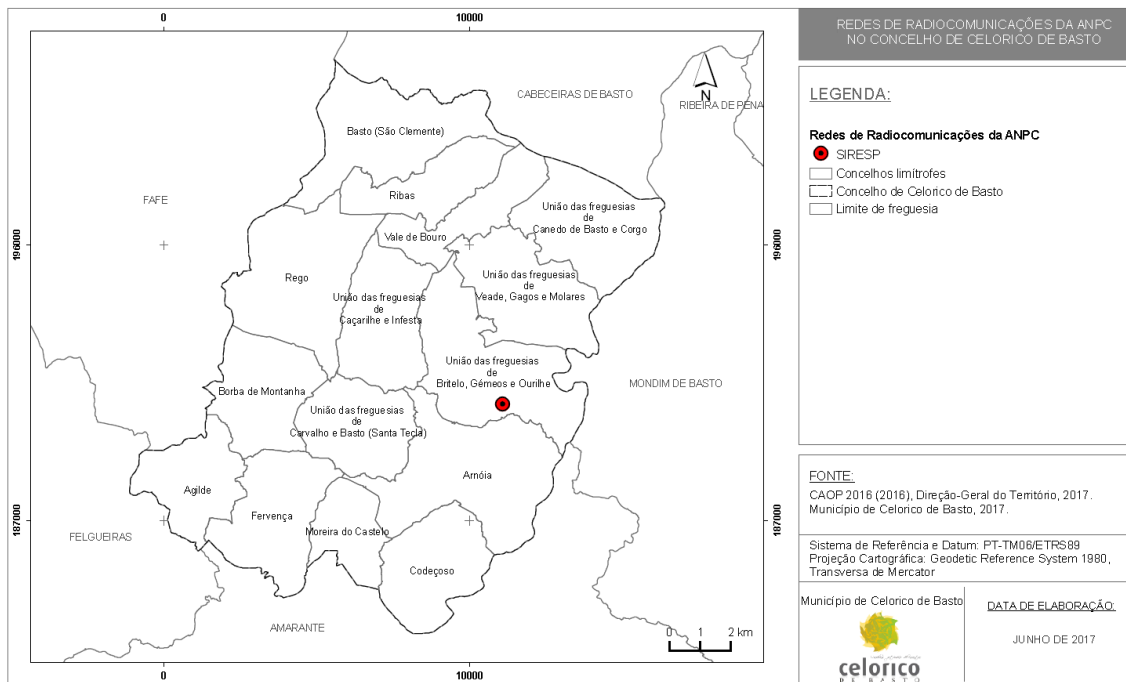 0
10000
REDES DE RADIOCOMUNICAÇÕES DA ANPC
NO CONCELHO DE CELORICO DE BASTO
N
CABECEIRAS DE BASTO
RIBEIRA DE PENA
Basto (São Clemente)
FAFE
Ribas
União das freguesias
de
Canedo de Basto e Corgo
Vale de Bouro
196000
196000
Rego
União das freguesias
de
Veade, Gagos e Molares
União das freguesias
de
Caçarilhe e Infesta
União das freguesias
de
Britelo, Gémeos e Ourilhe
MONDIM DE BASTO
Borba de Montanha
União das freguesias
de
Carvalho e Basto (Santa Tecla)
Arnóia
Agilde
Fervença
Moreira do Castelo
187000
187000
FELGUEIRAS
Codeçoso
AMARANTE
0 1 2 km
0
10000
LEGENDA:
Redes de Radiocomunicações da ANPC
SIRESP
Concelhos limítrofes
Concelho de Celorico de Basto
Limite de freguesia
FONTE:
CAOP 2016 (2016), Direção-Geral do Território, 2017.
Município de Celorico de Basto, 2017.
Sistema de Referência e Datum: PT-TM06/ETRS89
Projeção Cartográfica: Geodetic Reference System 1980,
Transversa de Mercator
Município de Celorico de Basto
celorico
DE BASTO
DATA DE ELABORAÇÃO:
JUNHO DE 2017